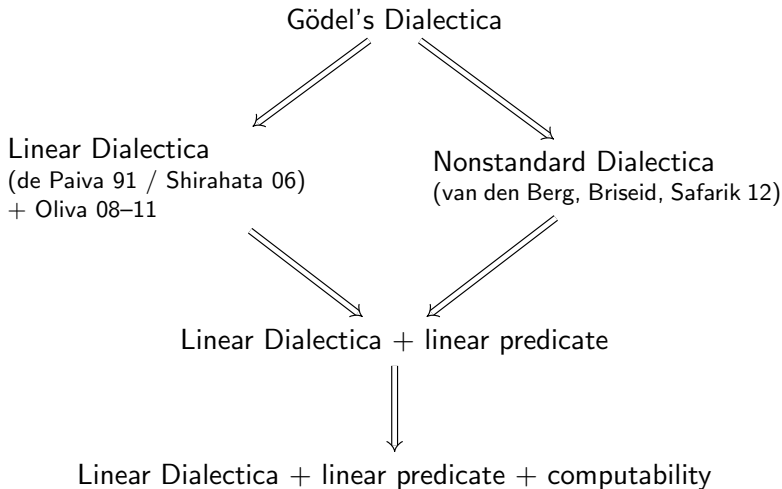 Gödel's Dialectica
Linear Dialectica
(de Paiva 91 / Shirahata 06)
+ Oliva 08–11
Nonstandard Dialectica
(van den Berg, Briseid, Safarik 12)
Linear Dialectica + linear predicate
Linear Dialectica + linear predicate + computability